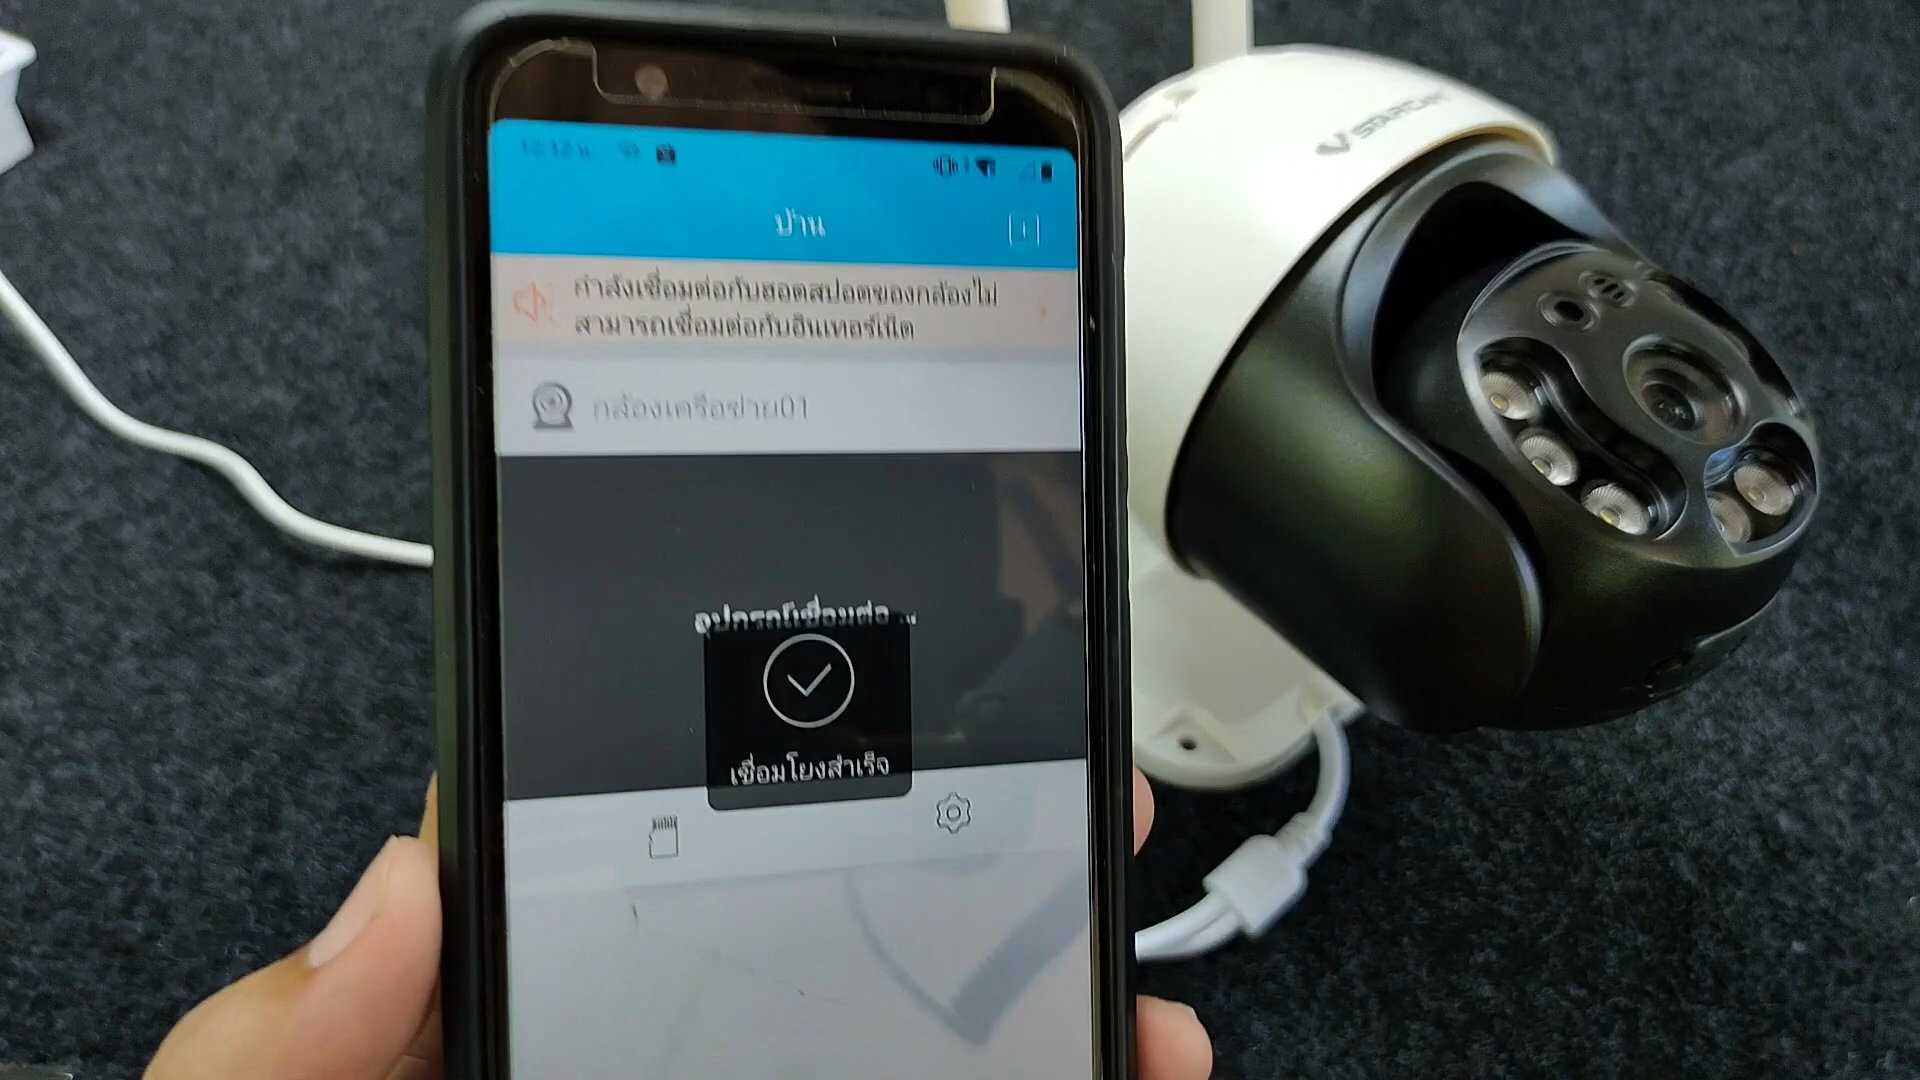 12:12 น.
บ้าน
กำลังเชื่อมต่อกับฮอตสปอตของกล้องไม่
สามารถเชื่อมต่อกับอินเทอร์เน็ต
กล้องเครือข่าย01
อุปกรณ์เชื่อมต่อ
เชื่อมโยงสำเร็จ
VSTARCAM